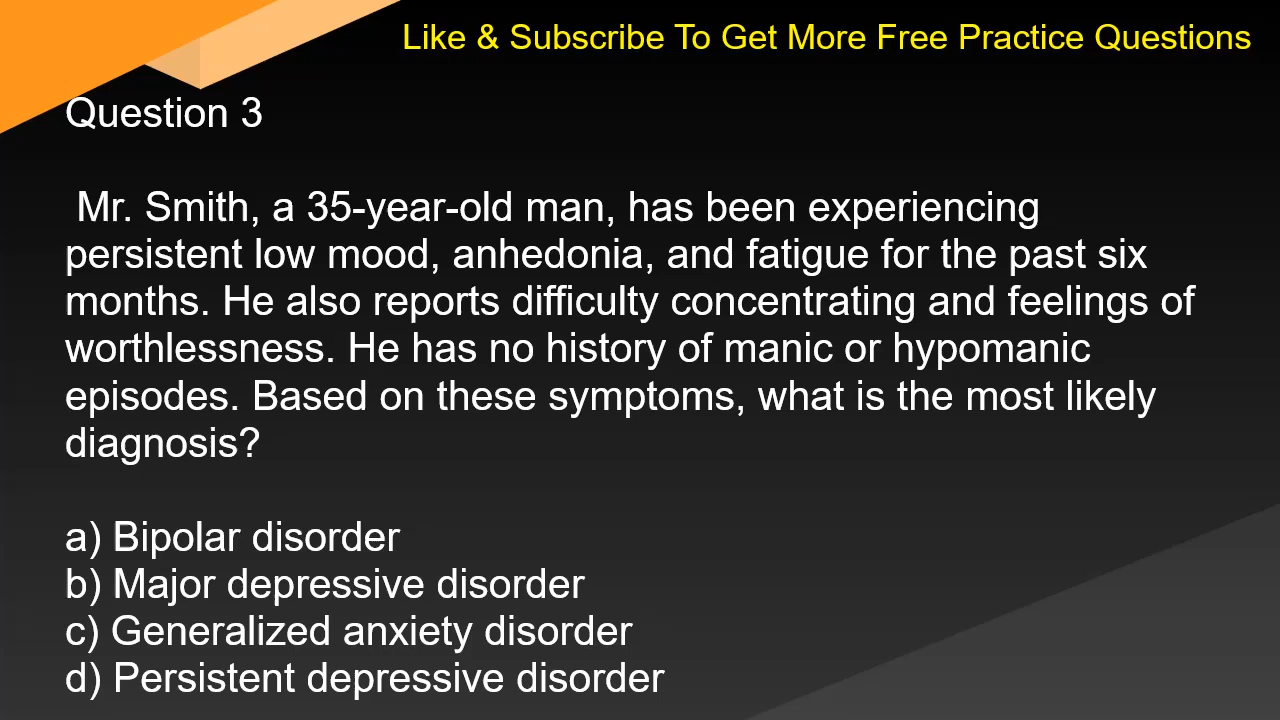 Like & Subscribe To Get More Free Practice Questions
Question 3
Mr. Smith, a 35-year-old man, has been experiencing
persistent low mood, anhedonia, and fatigue for the past six
months. He also reports difficulty concentrating and feelings of
worthlessness. He has no history of manic or hypomanic
episodes. Based on these symptoms, what is the most likely
diagnosis?
a) Bipolar disorder
b) Major depressive disorder
c) Generalized anxiety disorder
d) Persistent depressive disorder